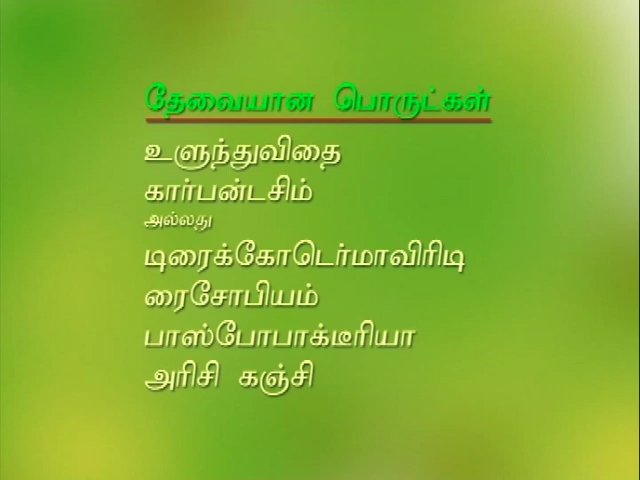 தேவையான பொருட்கள்
உளுந்துவிதை
கார்பன்டசிம்
அல்லது
டிரைக்கோடெர்மாவிரிடி
ரைசோபியம்
பாஸ்போபாக்டீரியா
அரிசி கஞ்சி